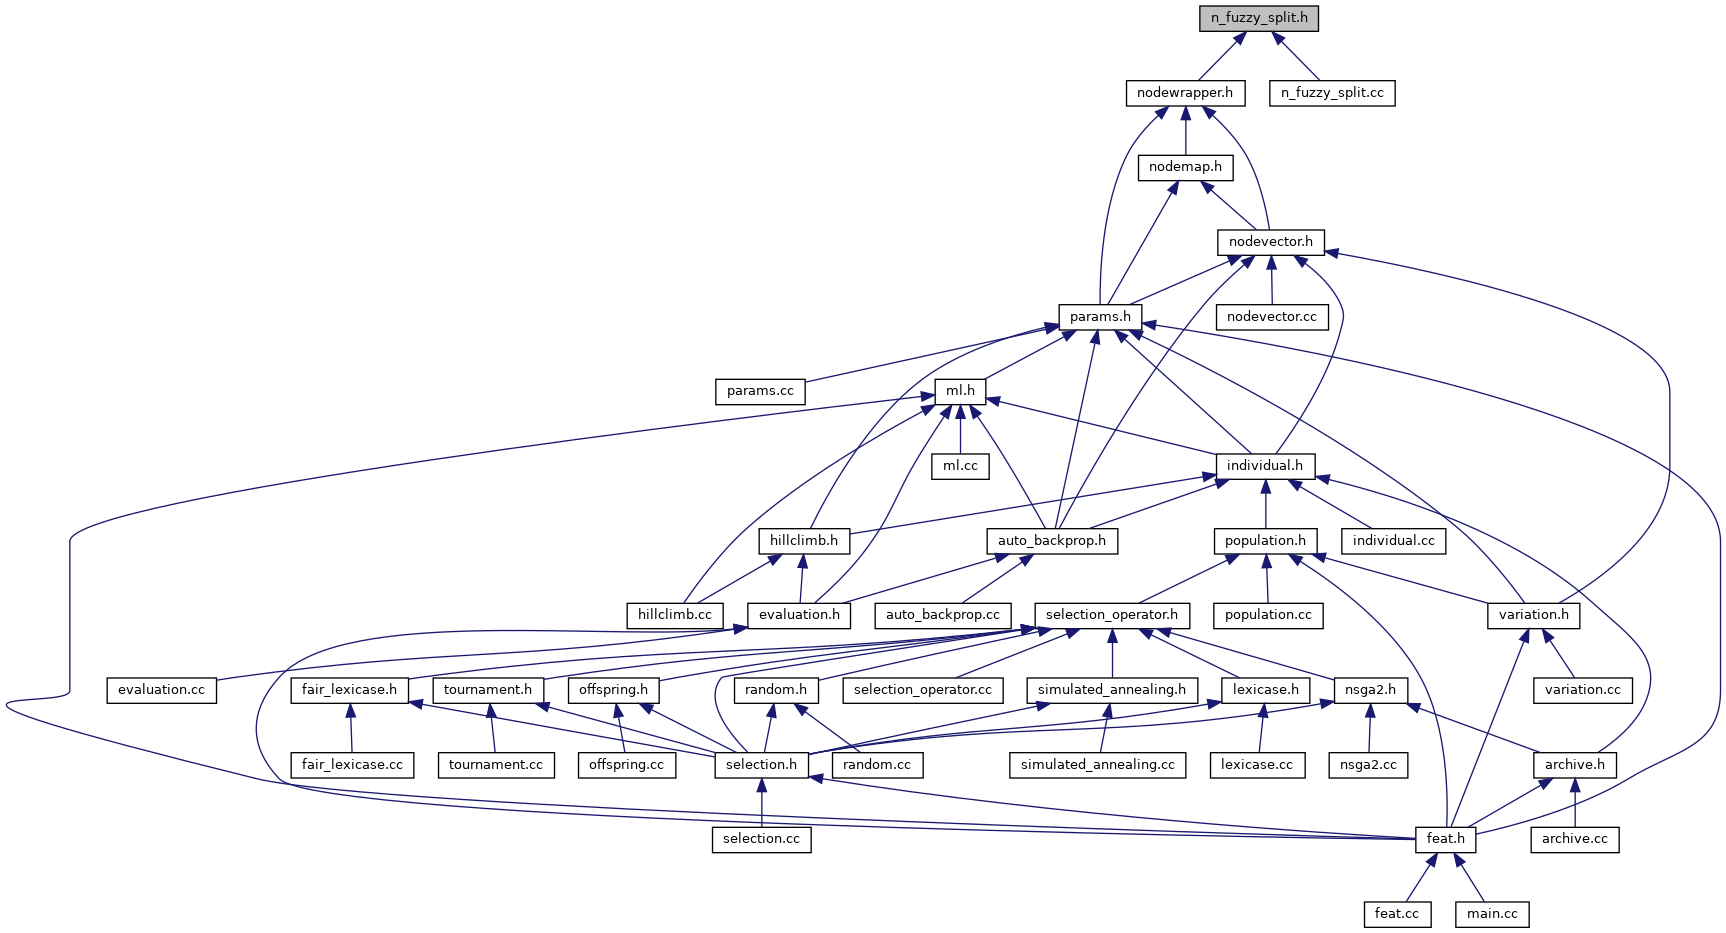 n_fuzzy_split.h
nodewrapper.h
n_fuzzy_split.cc
nodemap.h
nodevector.h
params.h
nodevector.cc
params.cc
ml.h
ml.cc
individual.h
hillclimb.h
auto_backprop.h
population.h
individual.cc
hillclimb.cc
evaluation.h
auto_backprop.cc
selection_operator.h
population.cc
variation.h
evaluation.cc
fair_lexicase.h
tournament.h
offspring.h
random.h
selection_operator.cc
simulated_annealing.h
lexicase.h
nsga2.h
variation.cc
fair_lexicase.cc
tournament.cc
offspring.cc
selection.h
random.cc
simulated_annealing.cc
lexicase.cc
nsga2.cc
archive.h
selection.cc
feat.h
archive.cc
feat.cc
main.cc